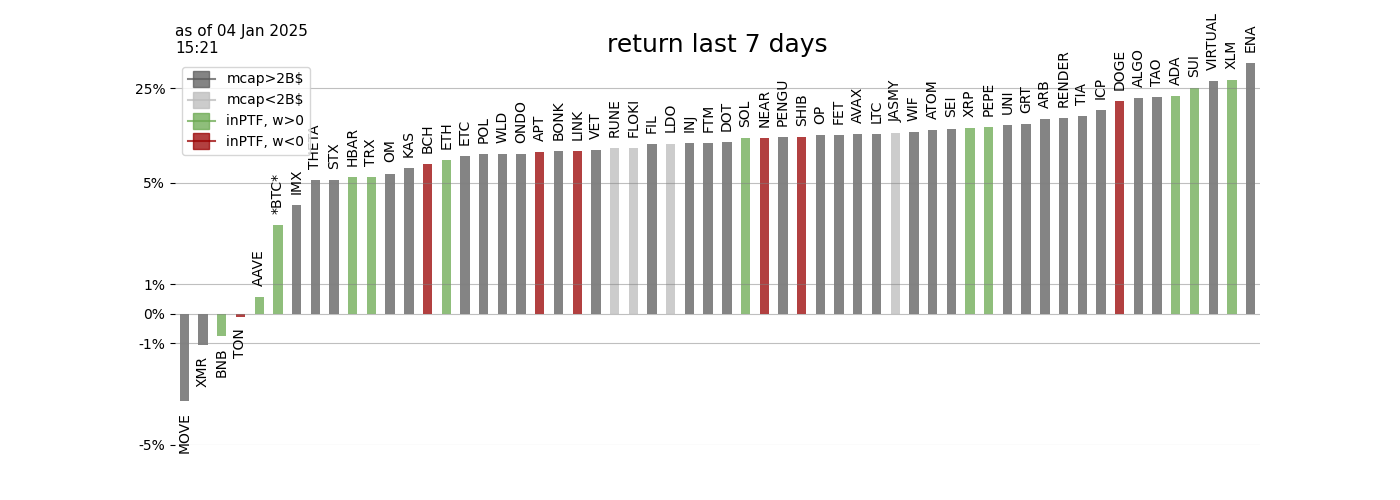 as of 04 Jan 2025
15:21
return last 7 days
mcap>2B$
mcap<2B$
inPTF, w>0
inPTF, w<0
25%
5%
1%
0%
-1%
-5%
MOVE
XMR
BNB
TON
AAVE
*BTC*
IMX
THETA
STX
HBAR
TRX
OM
KAS
BCH
ETH
ETC
POL
WLD
ONDO
APT
BONK
LINK
VET
RUNE
FLOKI
FIL
LDO
INJ
FTM
DOT
SOL
NEAR
PENGU
SHIB
OP
FET
AVAX
LTC
JASMY
WIF
ATOM
SEI
XRP
PEPE
UNI
GRT
ARB
RENDER
TIA
ICP
DOGE
ALGO
TAO
ADA
SUI
VIRTUAL
XLM
ENA